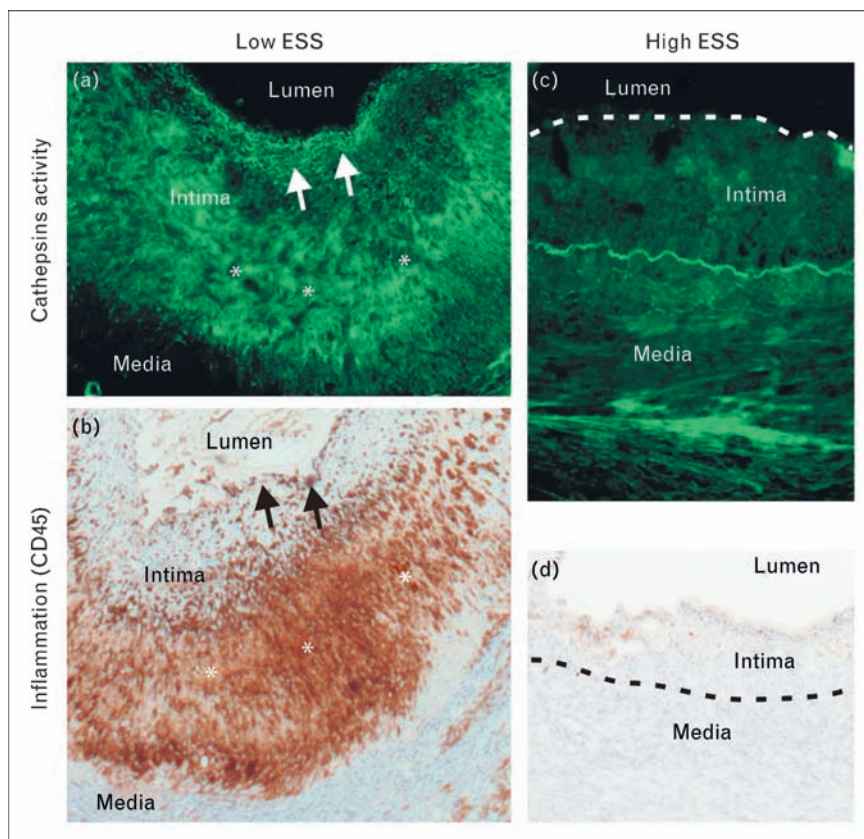 Low ESS
High ESS
Cathepsins activity
(a)
Lumen
Intima
*
*
*
Media
(c)
Lumen
Intima
Media
Inflammation (CD45)
(b)
Lumen
Intima
*
*
*
Media
(d)
Lumen
Intima
Media